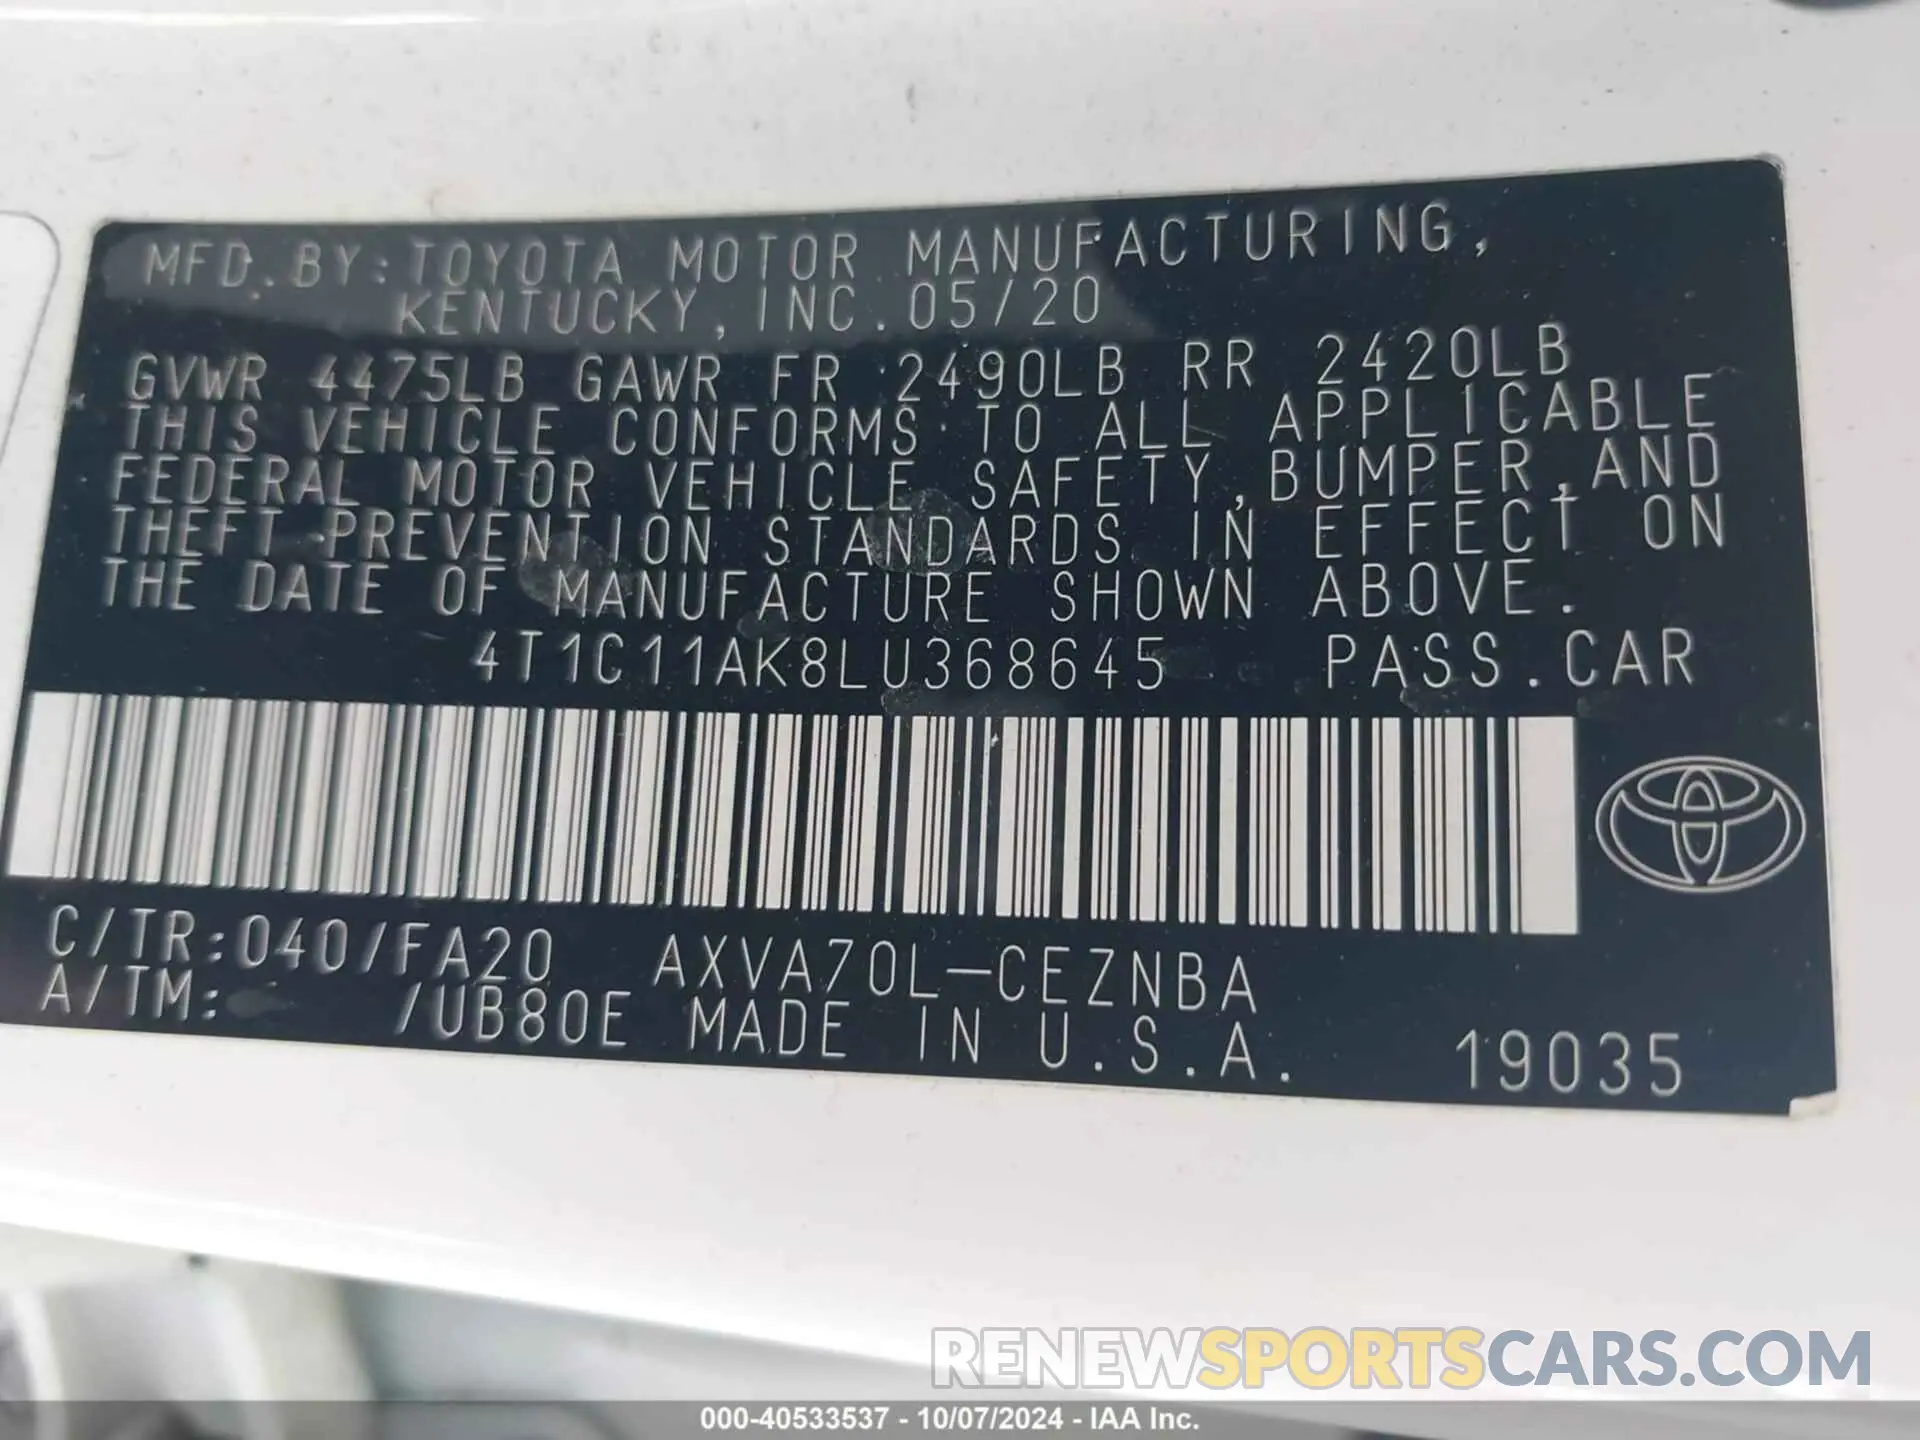 MFD. BY: TOYOTA MOTOR MANUFACTURING,
KENTUCKY, INC. 05/20
GVWR 4475LB GAWR FR 2490LB RR 2420LB
THIS VEHICLE CONFORMS TO ALL APPLICABLE
FEDERAL MOTOR VEHICLE SAFETY, BUMPER, AND
THEFT PREVENTION STANDARDS IN EFFECT ON
THE DATE OF MANUFACTURE SHOWN ABOVE.
4T1C11AK8LU368645 PASS. CAR
C/TR:040/FA20 AXVA70L-CEZNBA
A/TM: /UB80E MADE IN U.S.A. 19035
RENEWSPORTSCARS.COM
000-40533537 - 10/07/2024 - IAA Inc.